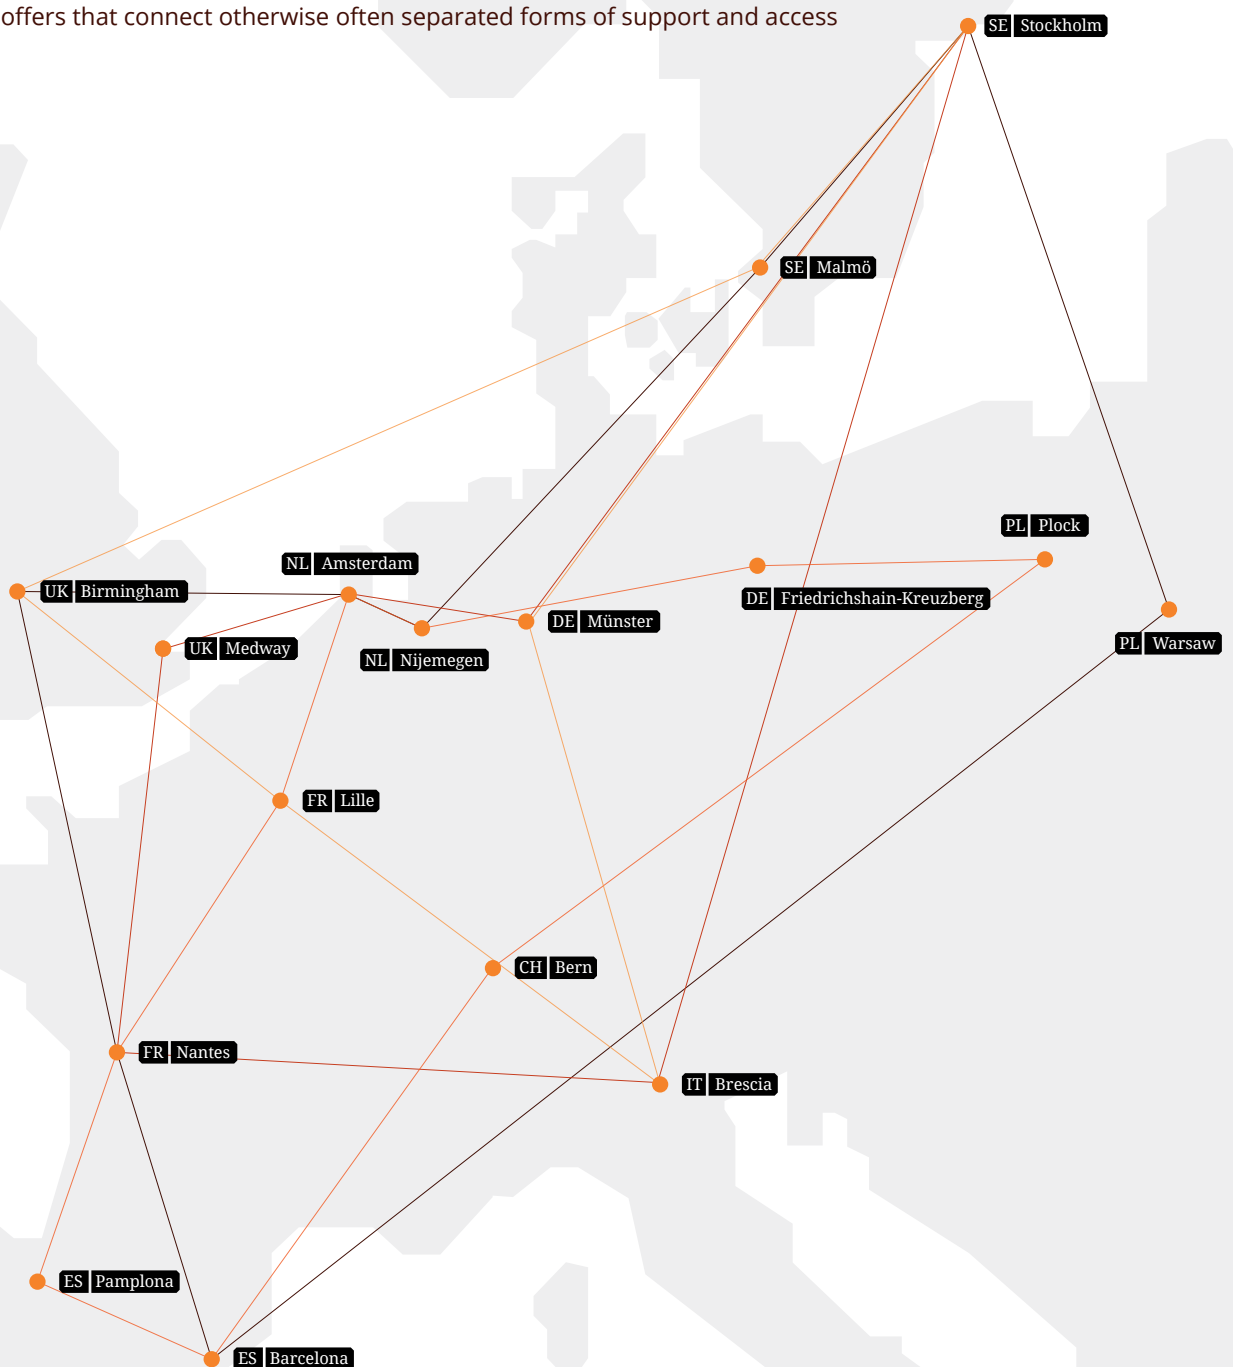 offers that connect otherwise often separated forms of support and access
SE Stockholm
SE Malmö
PL Plock
NL Amsterdam
UK Birmingham
DE Friedrichshain-Kreuzberg
DE Münster
PL Warsaw
UK Medway
NL Nijemegen
FR Lille
CH Bern
FR Nantes
IT Brescia
ES Pamplona
ES Barcelona